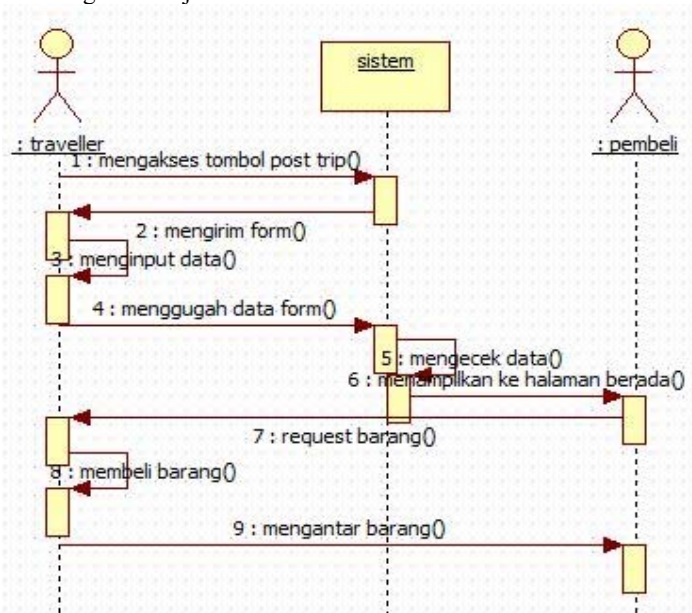 sistem
: traveller
: pembeli
1 : mengakses tombol post trip()
2 : mengirim form()
3 : menginput data()
4 : menggugah data form()
5 : mengecek data()
6 : menampilkan ke halaman berada()
7 : request barang()
8 : membeli barang()
9 : mengantar barang()